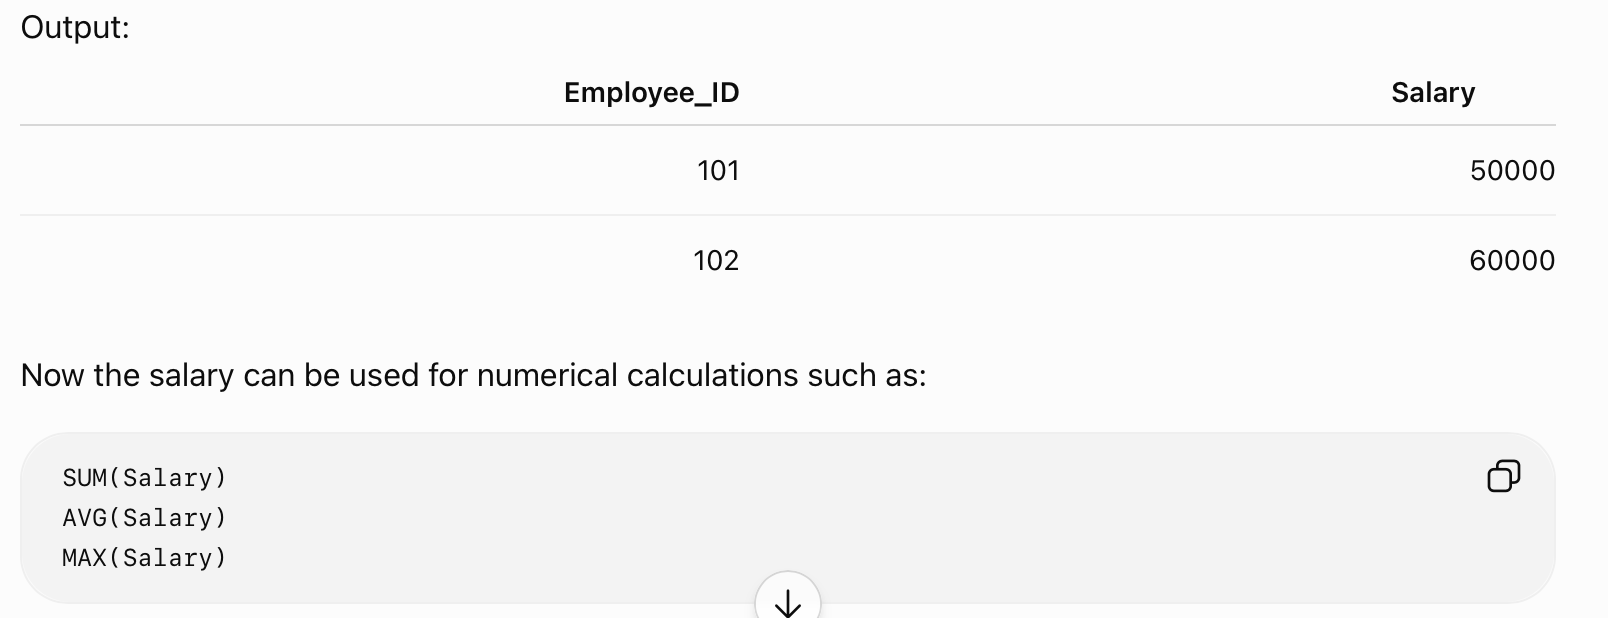 Output:
Employee_ID Salary
101 50000
102 60000
Now the salary can be used for numerical calculations such as:
SUM(Salary)
AVG(Salary)
MAX(Salary)